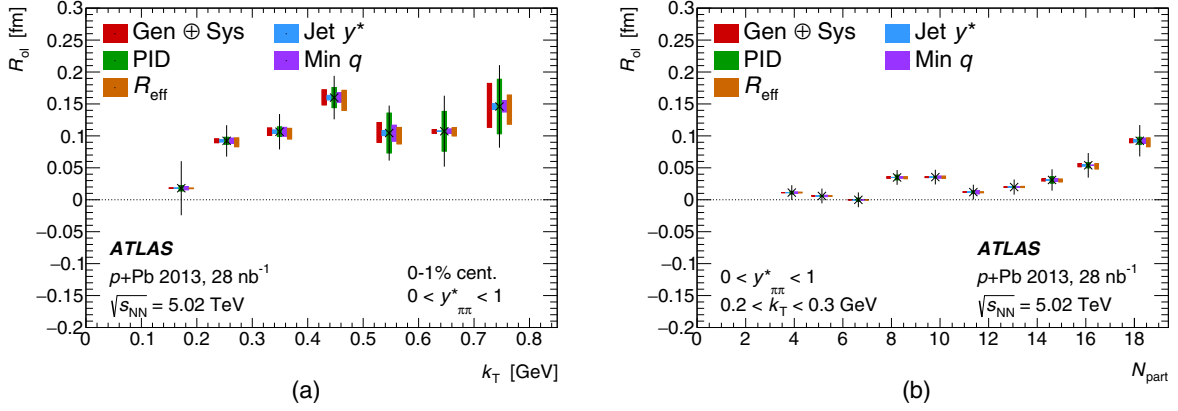 R_ol [fm]
0.3
0.25
0.2
0.15
0.1
0.05
0
−0.05
−0.1
−0.15
−0.2
Gen ⊕ Sys
Jet y*
PID
Min q
R_eff
ATLAS
p+Pb 2013, 28 nb⁻¹
√s_NN = 5.02 TeV
0-1% cent.
0 < y*_ππ < 1
0 0.1 0.2 0.3 0.4 0.5 0.6 0.7 0.8
k_T [GeV]
(a)
R_ol [fm]
0.3
0.25
0.2
0.15
0.1
0.05
0
−0.05
−0.1
−0.15
−0.2
Gen ⊕ Sys
Jet y*
PID
Min q
R_eff
0 < y*_ππ < 1
0.2 < k_T < 0.3 GeV
ATLAS
p+Pb 2013, 28 nb⁻¹
√s_NN = 5.02 TeV
0 2 4 6 8 10 12 14 16 18
N_part
(b)